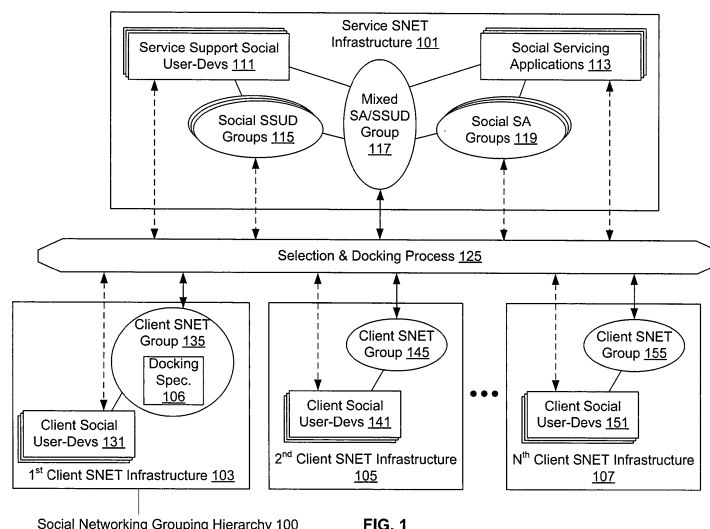 Service SNET
Infrastructure 101
Service Support Social
User-Devs 111
Social Servicing
Applications 113
Mixed
SA/SSUD
Group
117
Social SSUD
Groups 115
Social SA
Groups 119
Selection & Docking Process 125
Client SNET
Group 135
Docking
Spec.
106
Client Social
User-Devs 131
1st Client SNET Infrastructure 103
Client SNET
Group 145
Client Social
User-Devs 141
2nd Client SNET Infrastructure
105
Client SNET
Group 155
Client Social
User-Devs 151
Nth Client SNET Infrastructure
107
Social Networking Grouping Hierarchy 100
FIG. 1